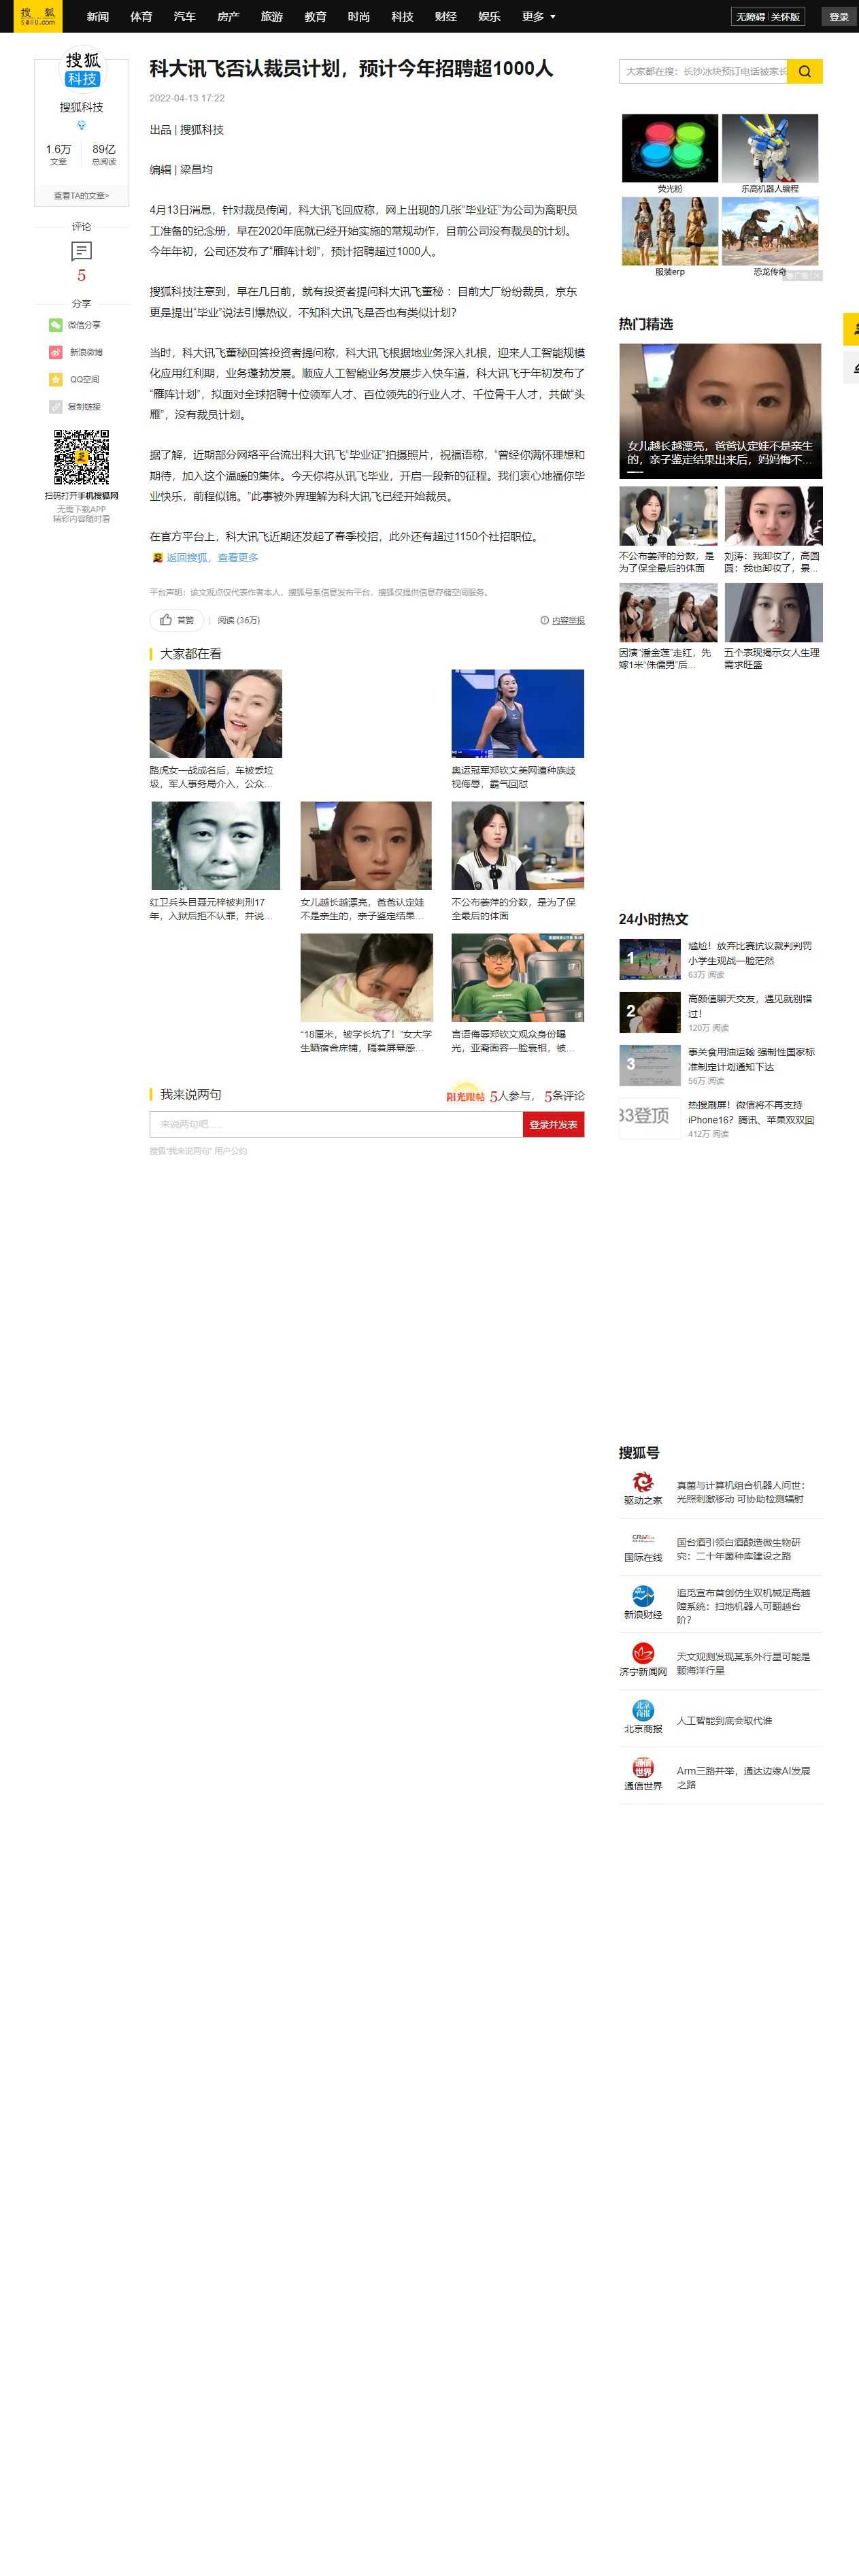 搜狐
sohu.com
新闻 体育 汽车 房产 旅游 教育 时尚 科技 财经 娱乐 更多
无障碍 | 关怀版
登录
搜狐
科技
搜狐科技
1.6万 89亿
文章 总阅读
查看TA的文章>
评论
5
分享
微信分享
新浪微博
QQ空间
复制链接
扫码打开手机搜狐网
无需下载APP
精彩内容随时看
科大讯飞否认裁员计划，预计今年招聘超1000人
2022-04-13 17:22
出品 | 搜狐科技
编辑 | 梁昌均
4月13日消息，针对裁员传闻，科大讯飞回应称，网上出现的几张“毕业证”为公司为离职员
工准备的纪念册，早在2020年底就已经开始实施的常规动作，目前公司没有裁员的计划。
今年年初，公司还发布了“雁阵计划”，预计招聘超过1000人。
搜狐科技注意到，早在几日前，就有投资者提问科大讯飞董秘 ：目前大厂纷纷裁员，京东
更是提出“毕业”说法引爆热议，不知科大讯飞是否也有类似计划？
当时，科大讯飞董秘回答投资者提问称，科大讯飞根据地业务深入扎根，迎来人工智能规模
化应用红利期，业务蓬勃发展。顺应人工智能业务发展步入快车道，科大讯飞于年初发布了
“雁阵计划”，拟面对全球招聘十位领军人才、百位领先的行业人才、千位骨干人才，共做“头
雁”，没有裁员计划。
据了解，近期部分网络平台流出科大讯飞“毕业证”拍摄照片，祝福语称，“曾经你满怀理想和
期待，加入这个温暖的集体。今天你将从讯飞毕业，开启一段新的征程。我们衷心地福你毕
业快乐，前程似锦。”此事被外界理解为科大讯飞已经开始裁员。
在官方平台上，科大讯飞近期还发起了春季校招，此外还有超过1150个社招职位。
返回搜狐，查看更多
平台声明：该文观点仅代表作者本人，搜狐号系信息发布平台，搜狐仅提供信息存储空间服务。
首赞 | 阅读 (36万)
内容举报
大家都在看
路虎女一战成名后，车被丢垃
圾，军人事务局介入，公众...
奥运冠军郑钦文美网遭种族歧
视侮辱，霸气回怼
红卫兵头目聂元梓被判刑17
年，入狱后拒不认罪，并说...
女儿越长越漂亮，爸爸认定娃
不是亲生的，亲子鉴定结果...
不公布姜萍的分数，是为了保
全最后的体面
“18厘米，被学长坑了！”女大学
生晒宿舍床铺，隔着屏幕感...
言语侮辱郑钦文观众身份曝
光，亚裔面容一脸衰相，被...
我来说两句
阳光跟帖 5人参与， 5条评论
来说两句吧......
登录并发表
搜狐“我来说两句” 用户公约
大家都在搜：长沙冰块预订电话被家长
荧光粉
乐高机器人编程
服装erp
恐龙传奇
热门精选
女儿越长越漂亮，爸爸认定娃不是亲生
的，亲子鉴定结果出来后，妈妈悔不...
不公布姜萍的分数，是
为了保全最后的体面
刘涛：我卸妆了，高圆
圆：我也卸妆了，景...
因演“潘金莲”走红，先
嫁1米“侏儒男”后...
五个表现揭示女人生理
需求旺盛
24小时热文
1
尴尬！放弃比赛抗议裁判判罚
小学生观战一脸茫然
63万 阅读
2
高颜值聊天交友，遇见就别错
过！
120万 阅读
3
事关食用油运输 强制性国家标
准制定计划通知下达
56万 阅读
33登顶
热搜刷屏！微信将不再支持
iPhone16？腾讯、苹果双双回
412万 阅读
搜狐号
驱动之家
真菌与计算机组合机器人问世：
光照刺激移动 可协助检测辐射
国际在线
国台酒引领白酒酿造微生物研
究：二十年菌种库建设之路
新浪财经
追觅宣布首创仿生双机械足高越
障系统：扫地机器人可翻越台
阶？
济宁新闻网
天文观测发现某系外行星可能是
颗海洋行星
北京商报
北京商报
人工智能到底会取代谁
通信世界
通信世界
Arm三路并举，通达边缘AI发展
之路